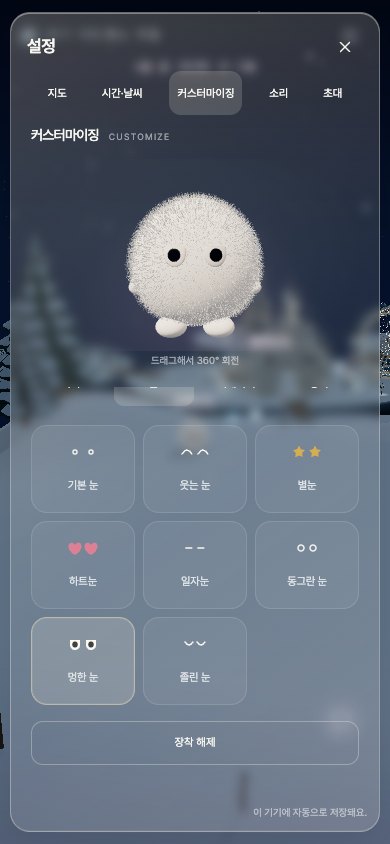 설정
지도 시간·날씨 커스터마이징 소리 초대
커스터마이징 CUSTOMIZE
드래그해서 360° 회전
기본 눈 웃는 눈 별눈
하트눈 일자눈 동그란 눈
멍한 눈 졸린 눈
장착 해제
이 기기에 자동으로 저장돼요.